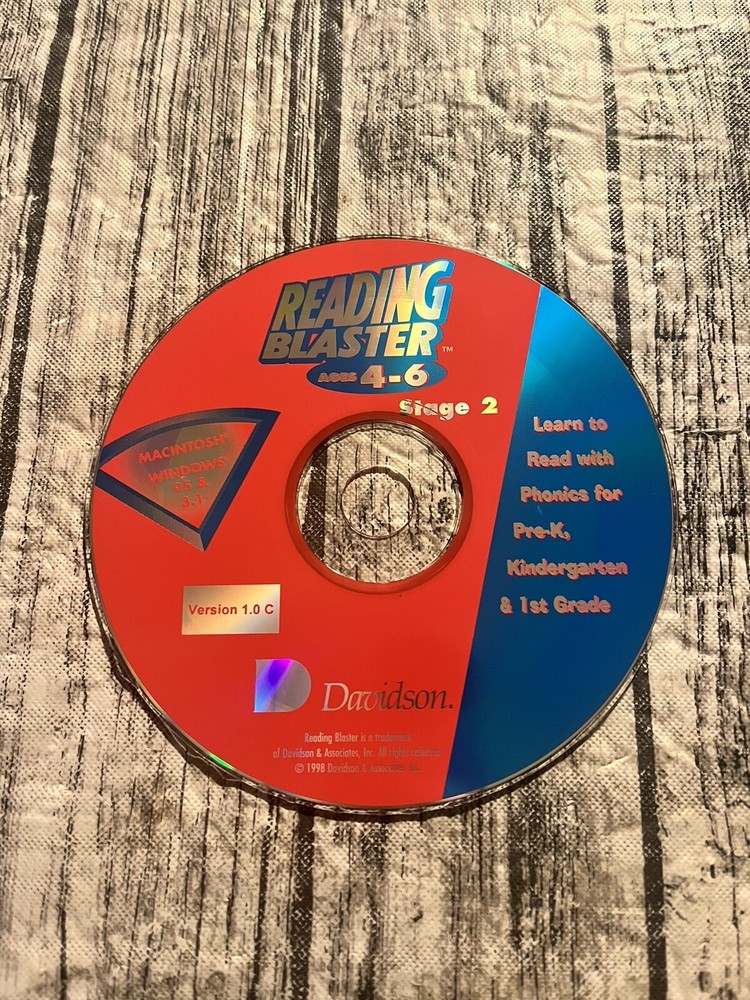 READING
BLASTER™
AGES 4-6
Stage 2
MACINTOSH
WINDOWS
95 &
3.1
Learn to
Read with
Phonics for
Pre-K,
Kindergarten
& 1st Grade
Version 1.0 C
Davidson.
Reading Blaster is a trademark
of Davidson & Associates, Inc. All rights reserved.
© 1998 Davidson & Associates, Inc.